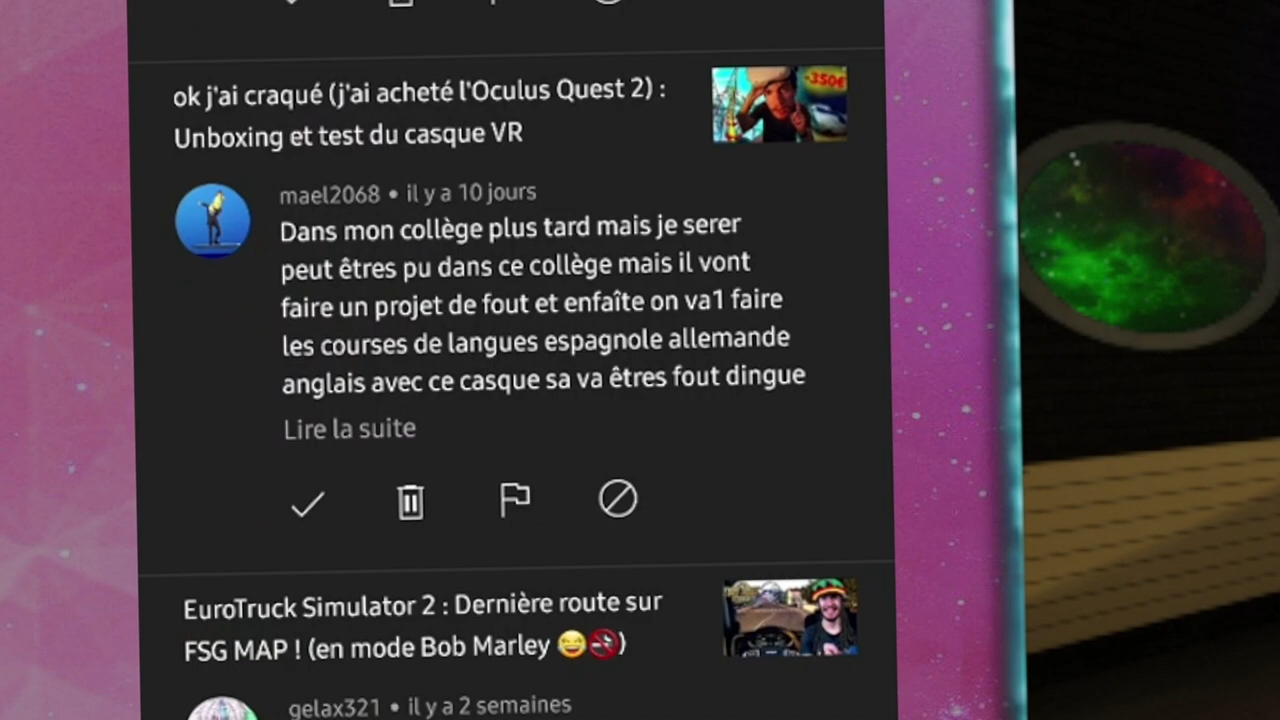 ok j'ai craqué (j'ai acheté l'Oculus Quest 2) :
Unboxing et test du casque VR
-350€
mael2068 • il y a 10 jours
Dans mon collège plus tard mais je serer
peut êtres pu dans ce collège mais il vont
faire un projet de fout et enfaîte on va1 faire
les courses de langues espagnole allemande
anglais avec ce casque sa va êtres fout dingue
Lire la suite
EuroTruck Simulator 2 : Dernière route sur
FSG MAP ! (en mode Bob Marley 😂🚭)
gelax321 • il y a 2 semaines